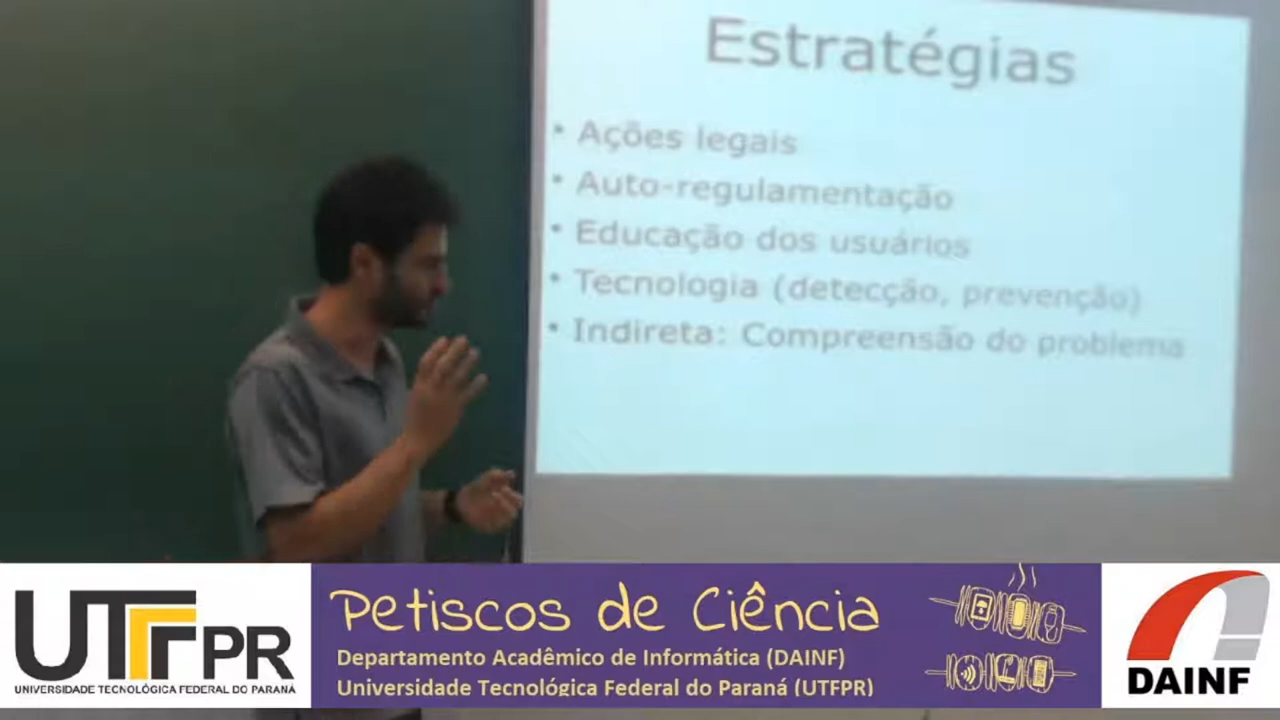 Estratégias
• Ações legais
• Auto-regulamentação
• Educação dos usuários
• Tecnologia (detecção, prevenção)
• Indireta: Compreensão do problema
UTFPR
UNIVERSIDADE TECNOLÓGICA FEDERAL DO PARANÁ
Petiscos de Ciência
Departamento Acadêmico de Informática (DAINF)
Universidade Tecnológica Federal do Paraná (UTFPR)
DAINF